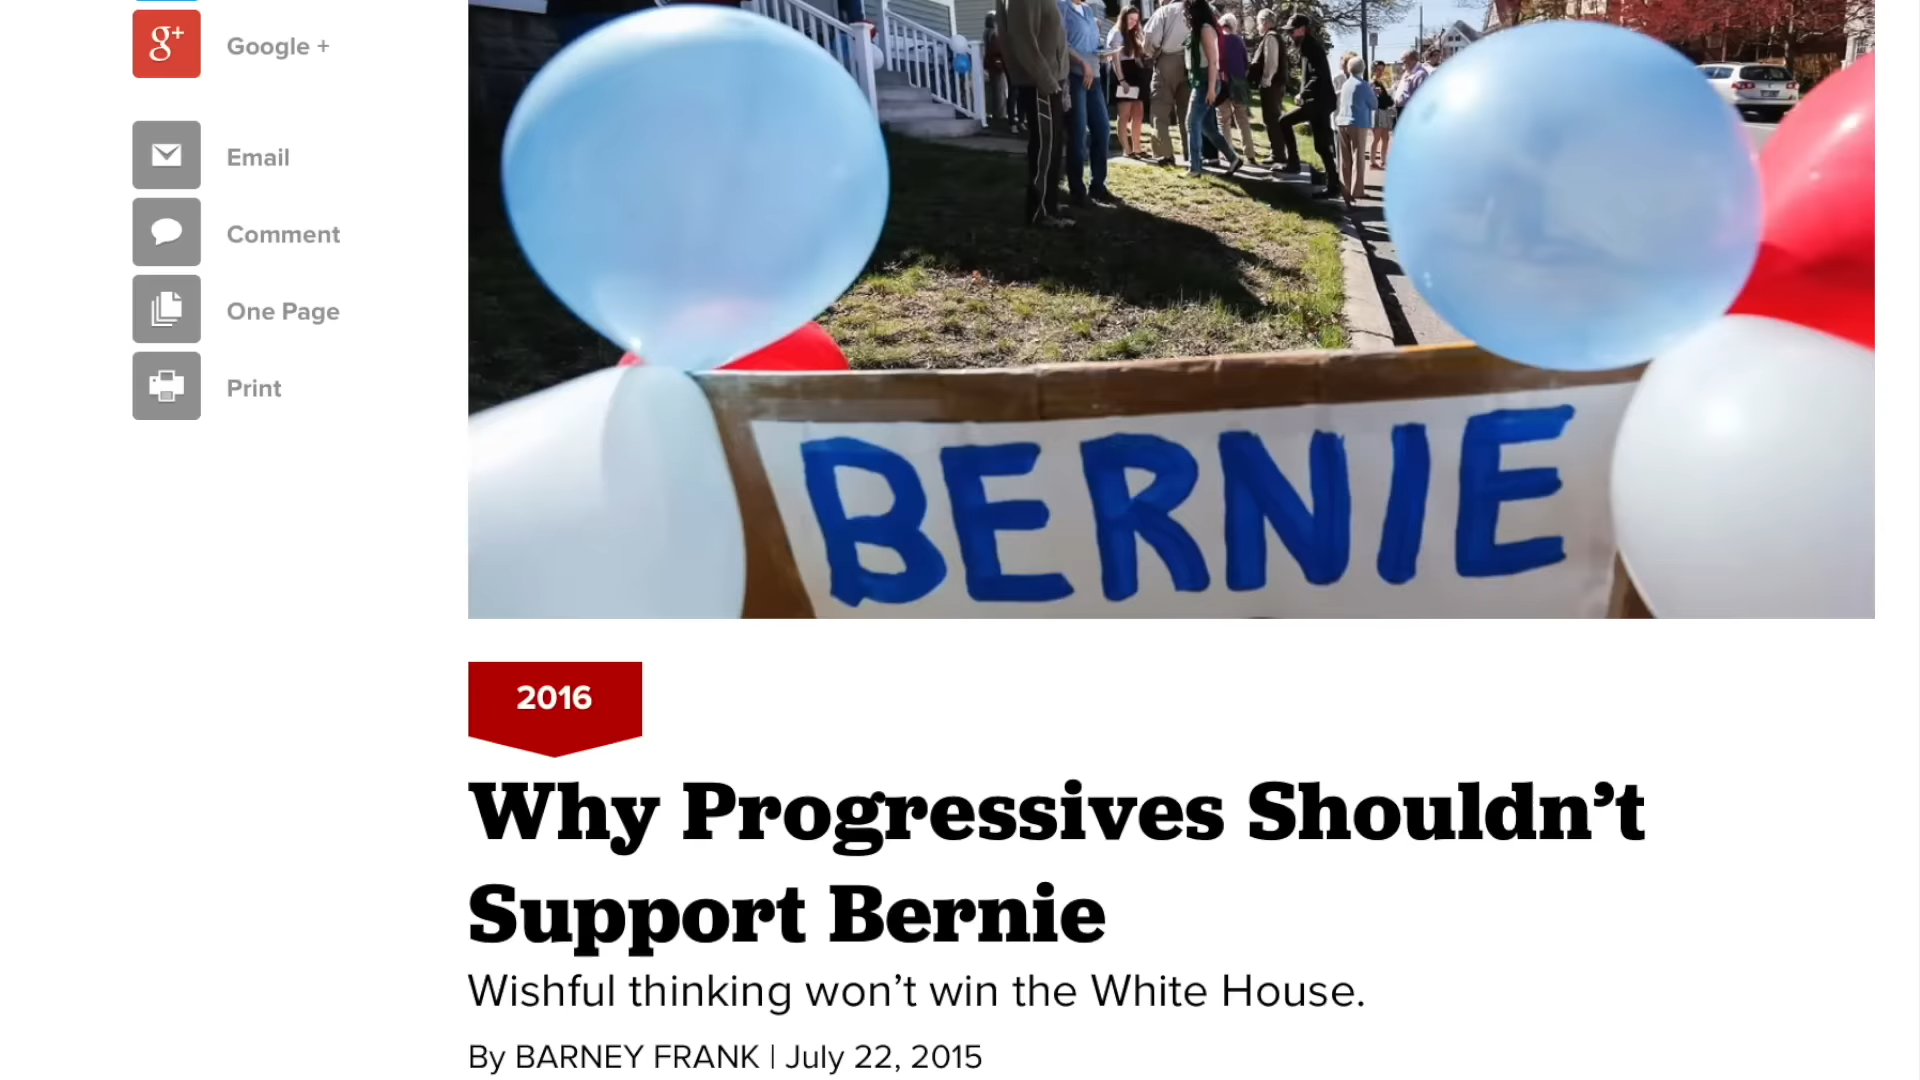 g+ Google +
Email
Comment
One Page
Print
BERNIE
2016
Why Progressives Shouldn’t
Support Bernie
Wishful thinking won’t win the White House.
By BARNEY FRANK | July 22, 2015